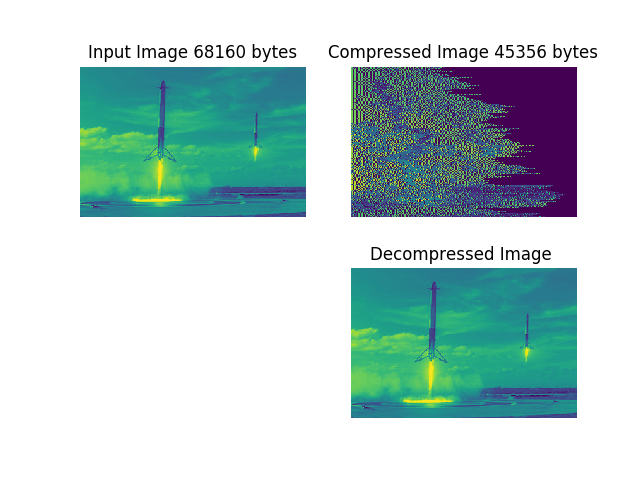 Input Image 68160 bytes
Compressed Image 45356 bytes
Decompressed Image